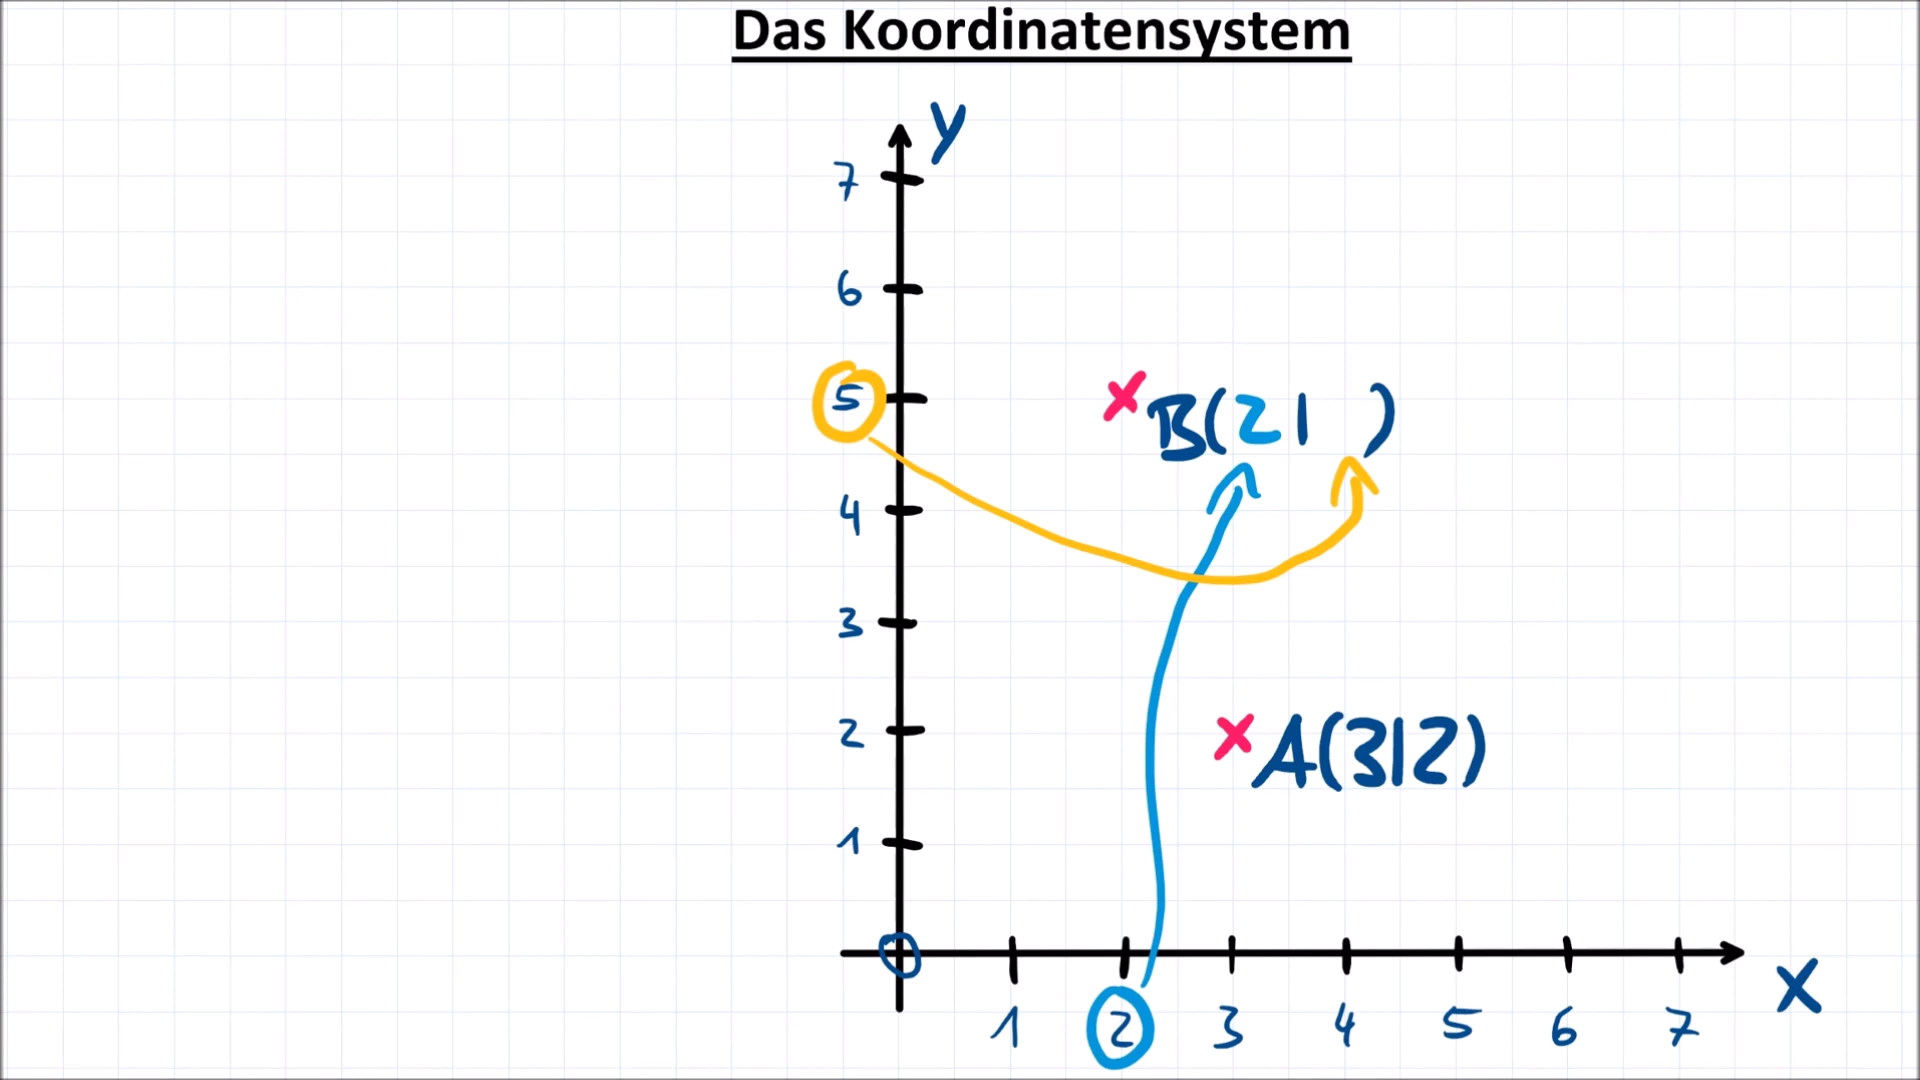 Das Koordinatensystem
y
7
6
5
B(2| )
4
3
2
A(3|2)
1
0
x
1 2 3 4 5 6 7